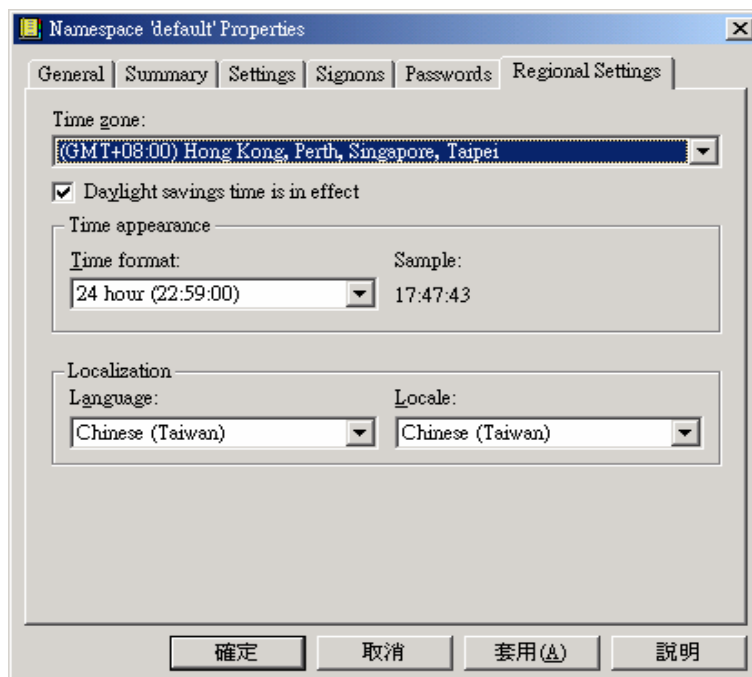 Namespace 'default' Properties
General Summary Settings Signons Passwords Regional Settings
Time zone:
(GMT+08:00) Hong Kong, Perth, Singapore, Taipei
Daylight savings time is in effect
Time appearance
Time format: Sample:
24 hour (22:59:00) 17:47:43
Localization
Language: Locale:
Chinese (Taiwan) Chinese (Taiwan)
確定 取消 套用(A) 說明